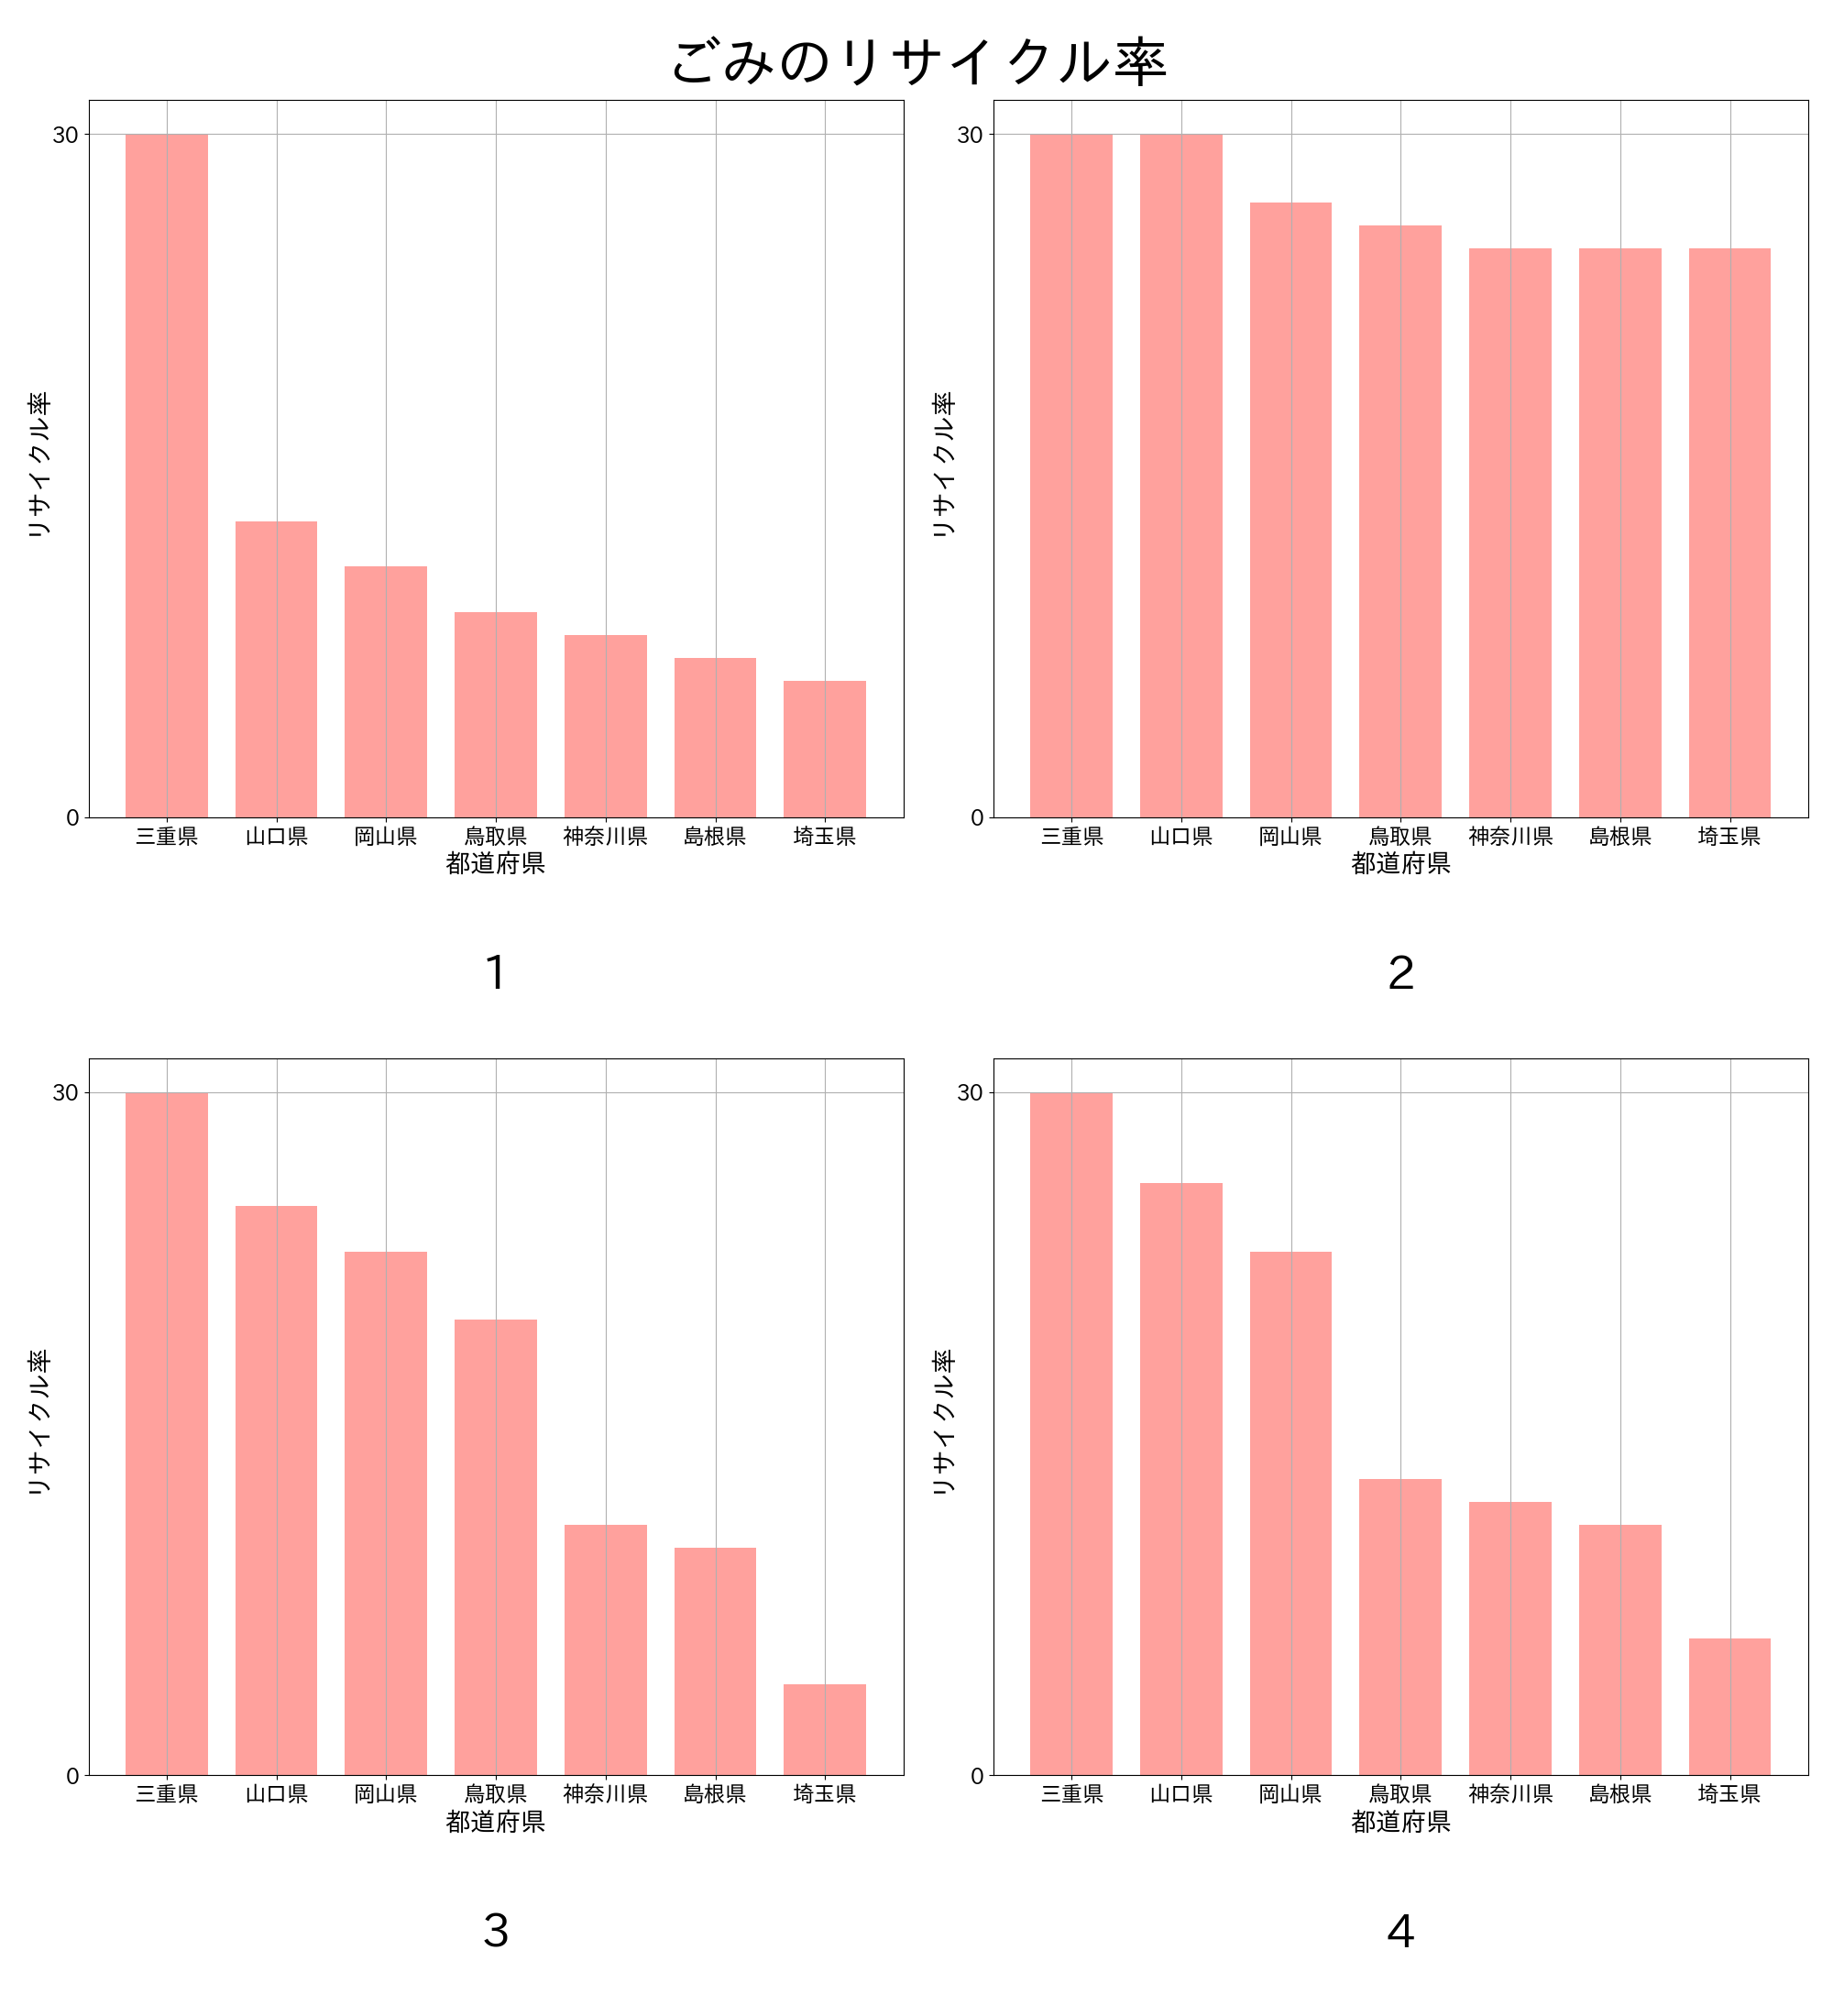 ごみのリサイクル率
30
0
リサイクル率
三重県 山口県 岡山県 鳥取県 神奈川県 島根県 埼玉県
都道府県
1
30
0
リサイクル率
三重県 山口県 岡山県 鳥取県 神奈川県 島根県 埼玉県
都道府県
2
30
0
リサイクル率
三重県 山口県 岡山県 鳥取県 神奈川県 島根県 埼玉県
都道府県
3
30
0
リサイクル率
三重県 山口県 岡山県 鳥取県 神奈川県 島根県 埼玉県
都道府県
4